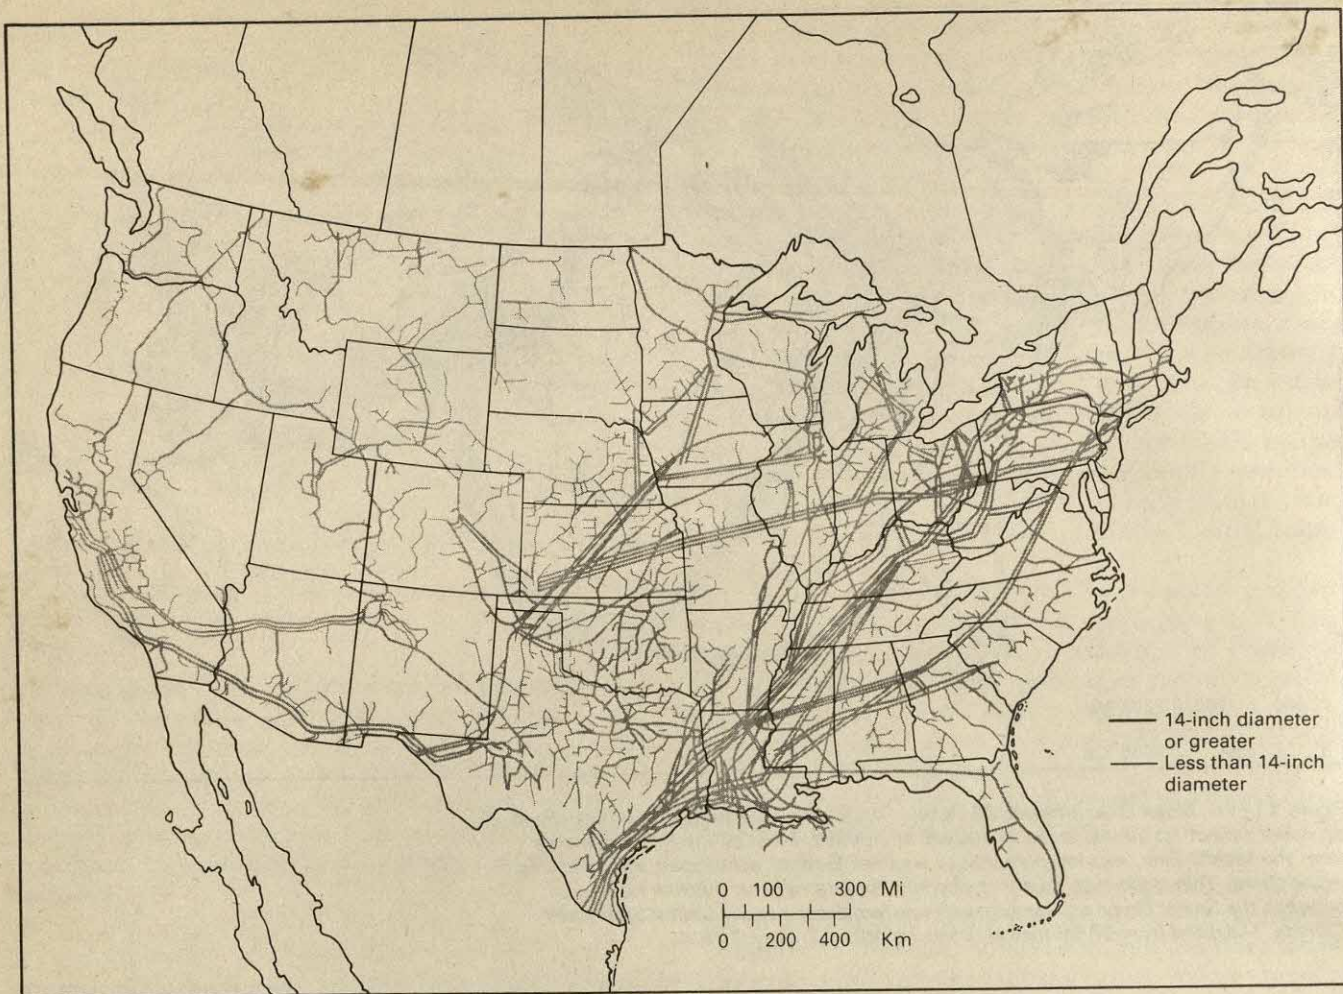 14-inch diameter
or greater
Less than 14-inch
diameter
0 100 300 Mi
0 200 400 Km